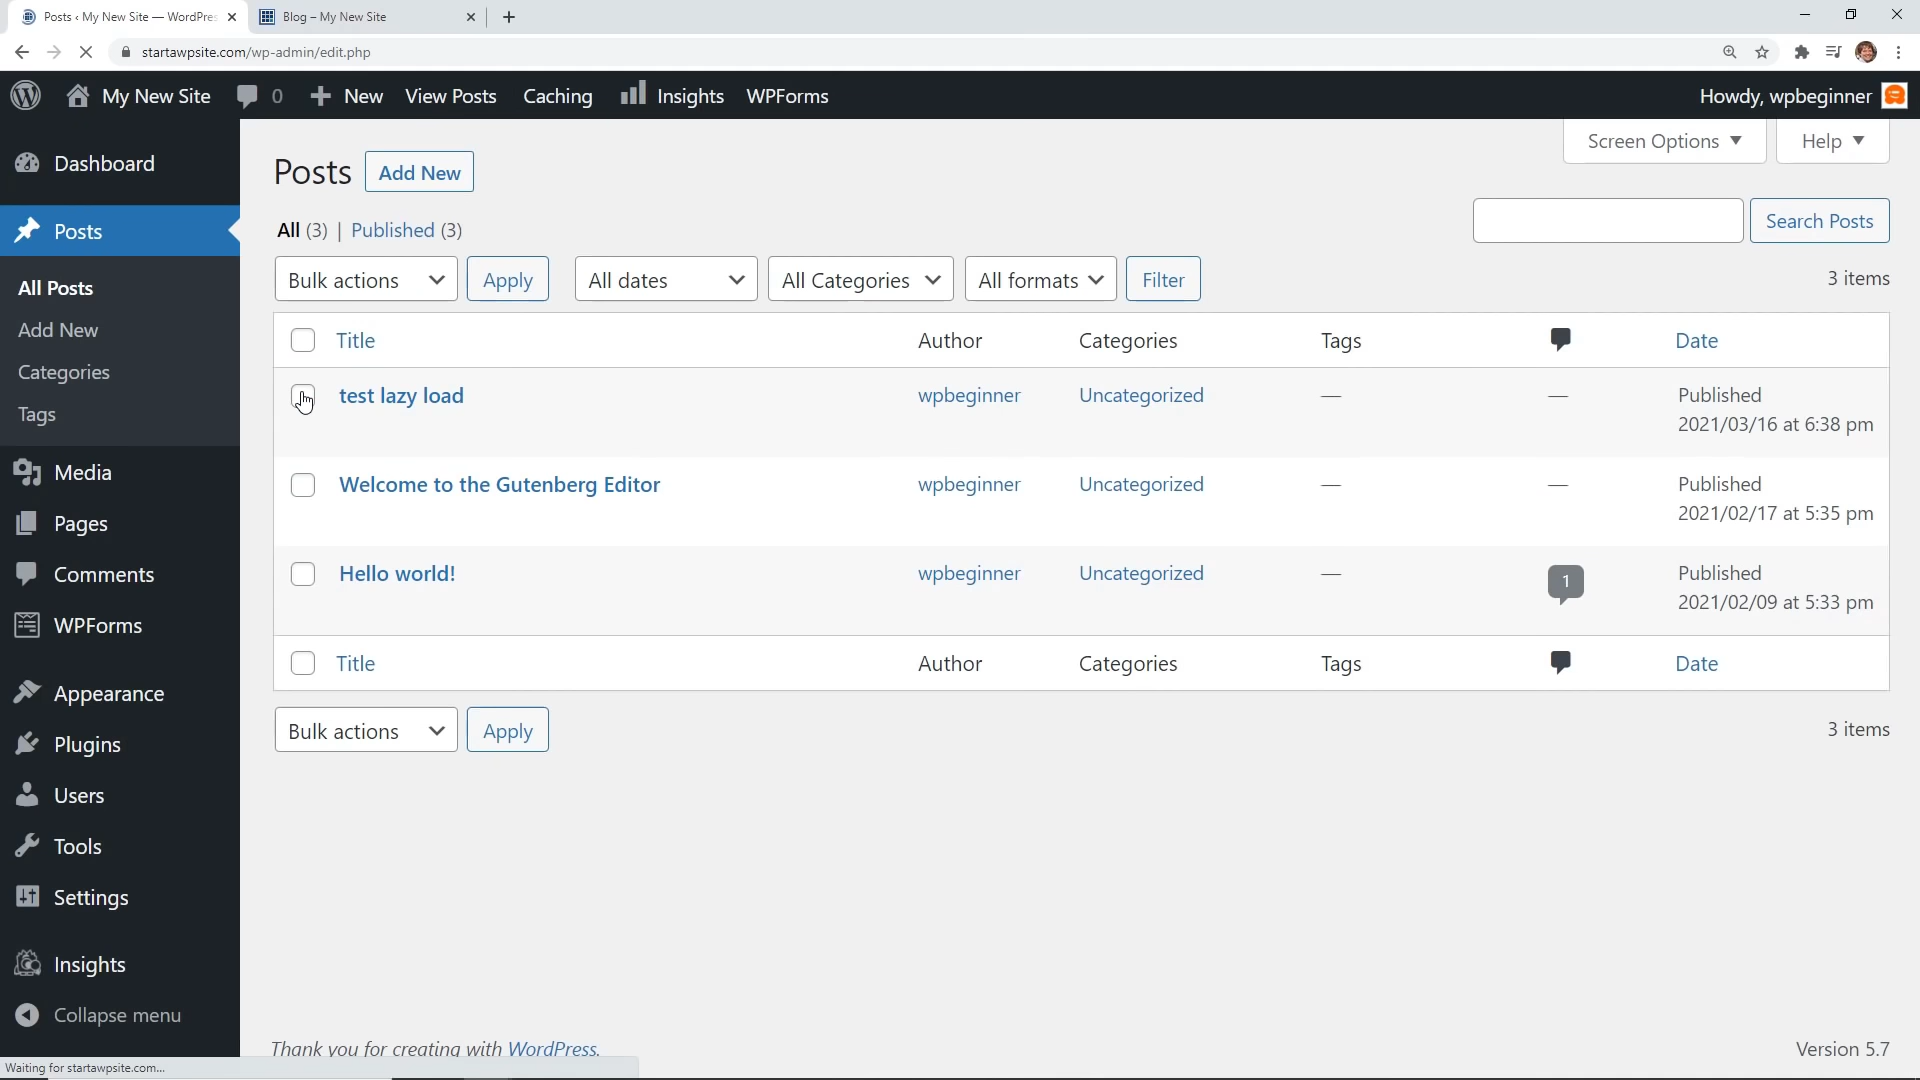 Posts ‹ My New Site — WordPres
Blog – My New Site
startawpsite.com/wp-admin/edit.php
My New Site 0 New View Posts Caching Insights WPForms Howdy, wpbeginner
Screen Options Help
Dashboard
Posts
All Posts
Add New
Categories
Tags
Media
Pages
Comments
WPForms
Appearance
Plugins
Users
Tools
Settings
Insights
Collapse menu
Posts Add New
All (3) | Published (3)
Search Posts
Bulk actions Apply All dates All Categories All formats Filter 3 items
Title Author Categories Tags Date
test lazy load wpbeginner Uncategorized — — Published
2021/03/16 at 6:38 pm
Welcome to the Gutenberg Editor wpbeginner Uncategorized — — Published
2021/02/17 at 5:35 pm
Hello world! wpbeginner Uncategorized — 1 Published
2021/02/09 at 5:33 pm
Title Author Categories Tags Date
Bulk actions Apply 3 items
Thank you for creating with WordPress. Version 5.7
Waiting for startawpsite.com...